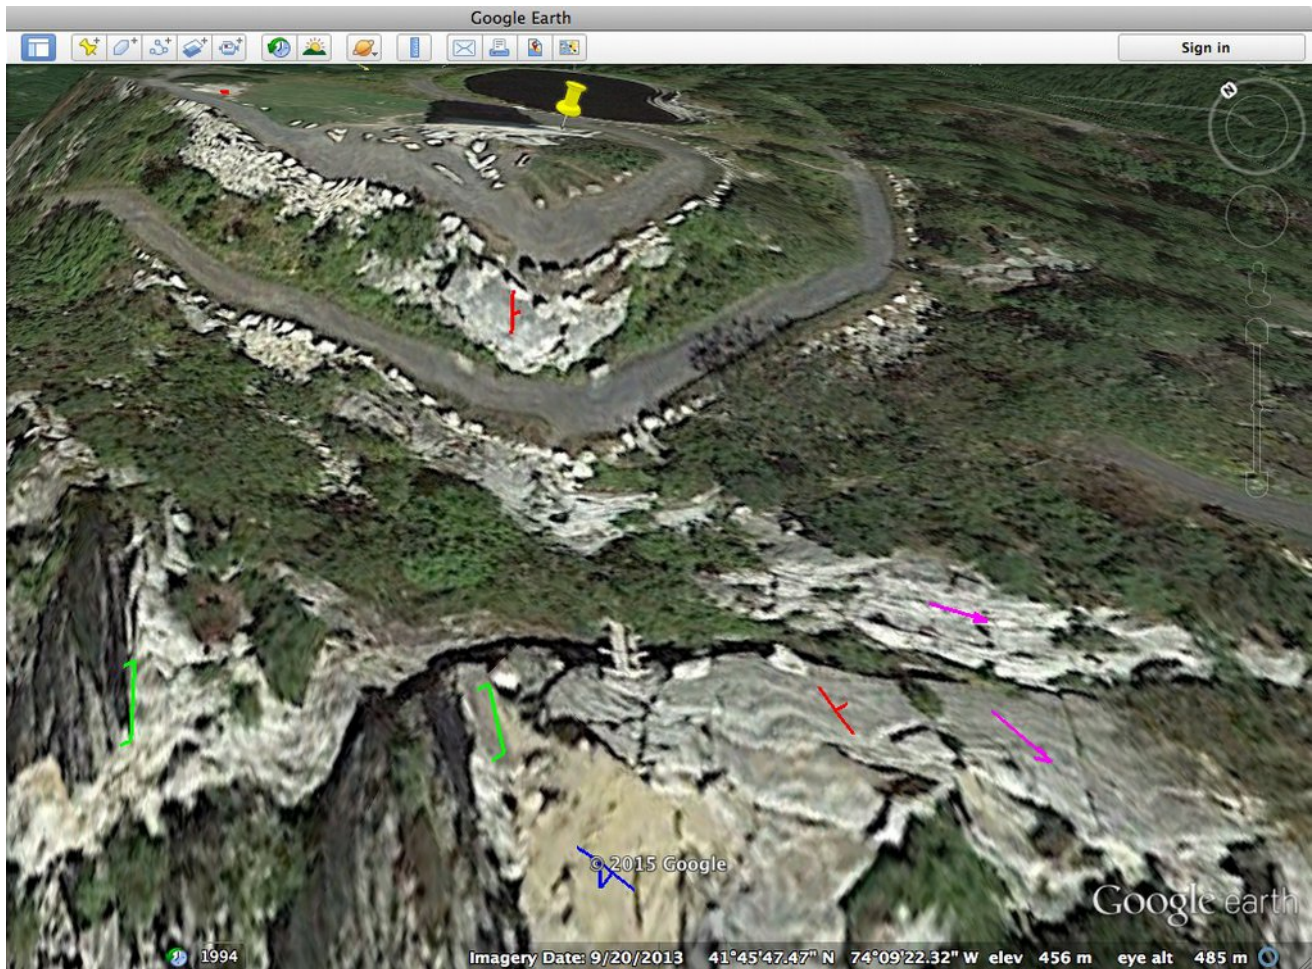 Google Earth
Sign in
N
© 2015 Google
Google earth
1994
Imagery Date: 9/20/2013 41°45'47.47" N 74°09'22.32" W elev 456 m eye alt 485 m